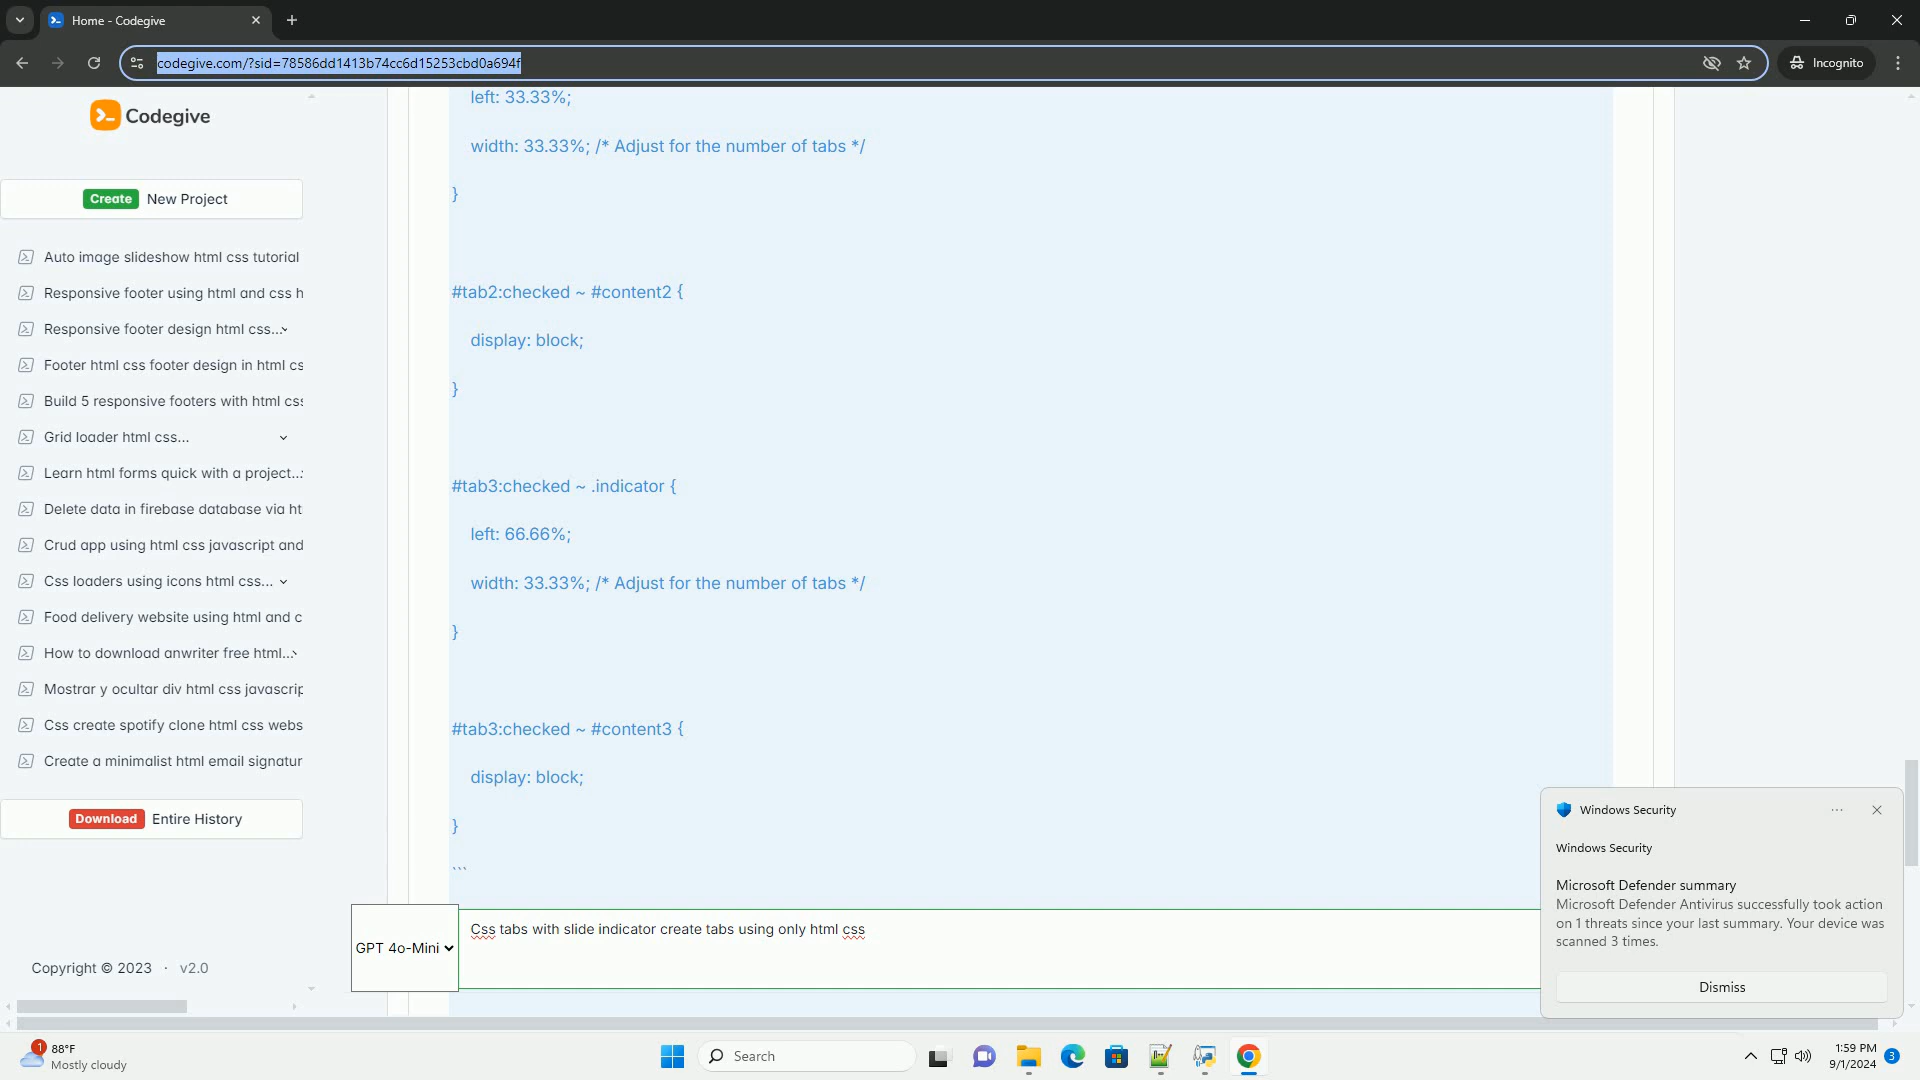 Home - Codegive
codegive.com/?sid=78586dd1413b74cc6d15253cbd0a694f
Incognito
Codegive
Create New Project
Auto image slideshow html css tutorial
Responsive footer using html and css h
Responsive footer design html css...
Footer html css footer design in html cs
Build 5 responsive footers with html css
Grid loader html css...
Learn html forms quick with a project...
Delete data in firebase database via ht
Crud app using html css javascript and
Css loaders using icons html css...
Food delivery website using html and c
How to download anwriter free html...
Mostrar y ocultar div html css javascrip
Css create spotify clone html css webs
Create a minimalist html email signatur
Download Entire History
Copyright © 2023 · v2.0
left: 33.33%;
width: 33.33%; /* Adjust for the number of tabs */
}
#tab2:checked ~ #content2 {
display: block;
}
#tab3:checked ~ .indicator {
left: 66.66%;
width: 33.33%; /* Adjust for the number of tabs */
}
#tab3:checked ~ #content3 {
display: block;
}
```
GPT 4o-Mini
Css tabs with slide indicator create tabs using only html css
Windows Security
Windows Security
Microsoft Defender summary
Microsoft Defender Antivirus successfully took action
on 1 threats since your last summary. Your device was
scanned 3 times.
Dismiss
1
88°F
Mostly cloudy
Search
1:59 PM
9/1/2024
3